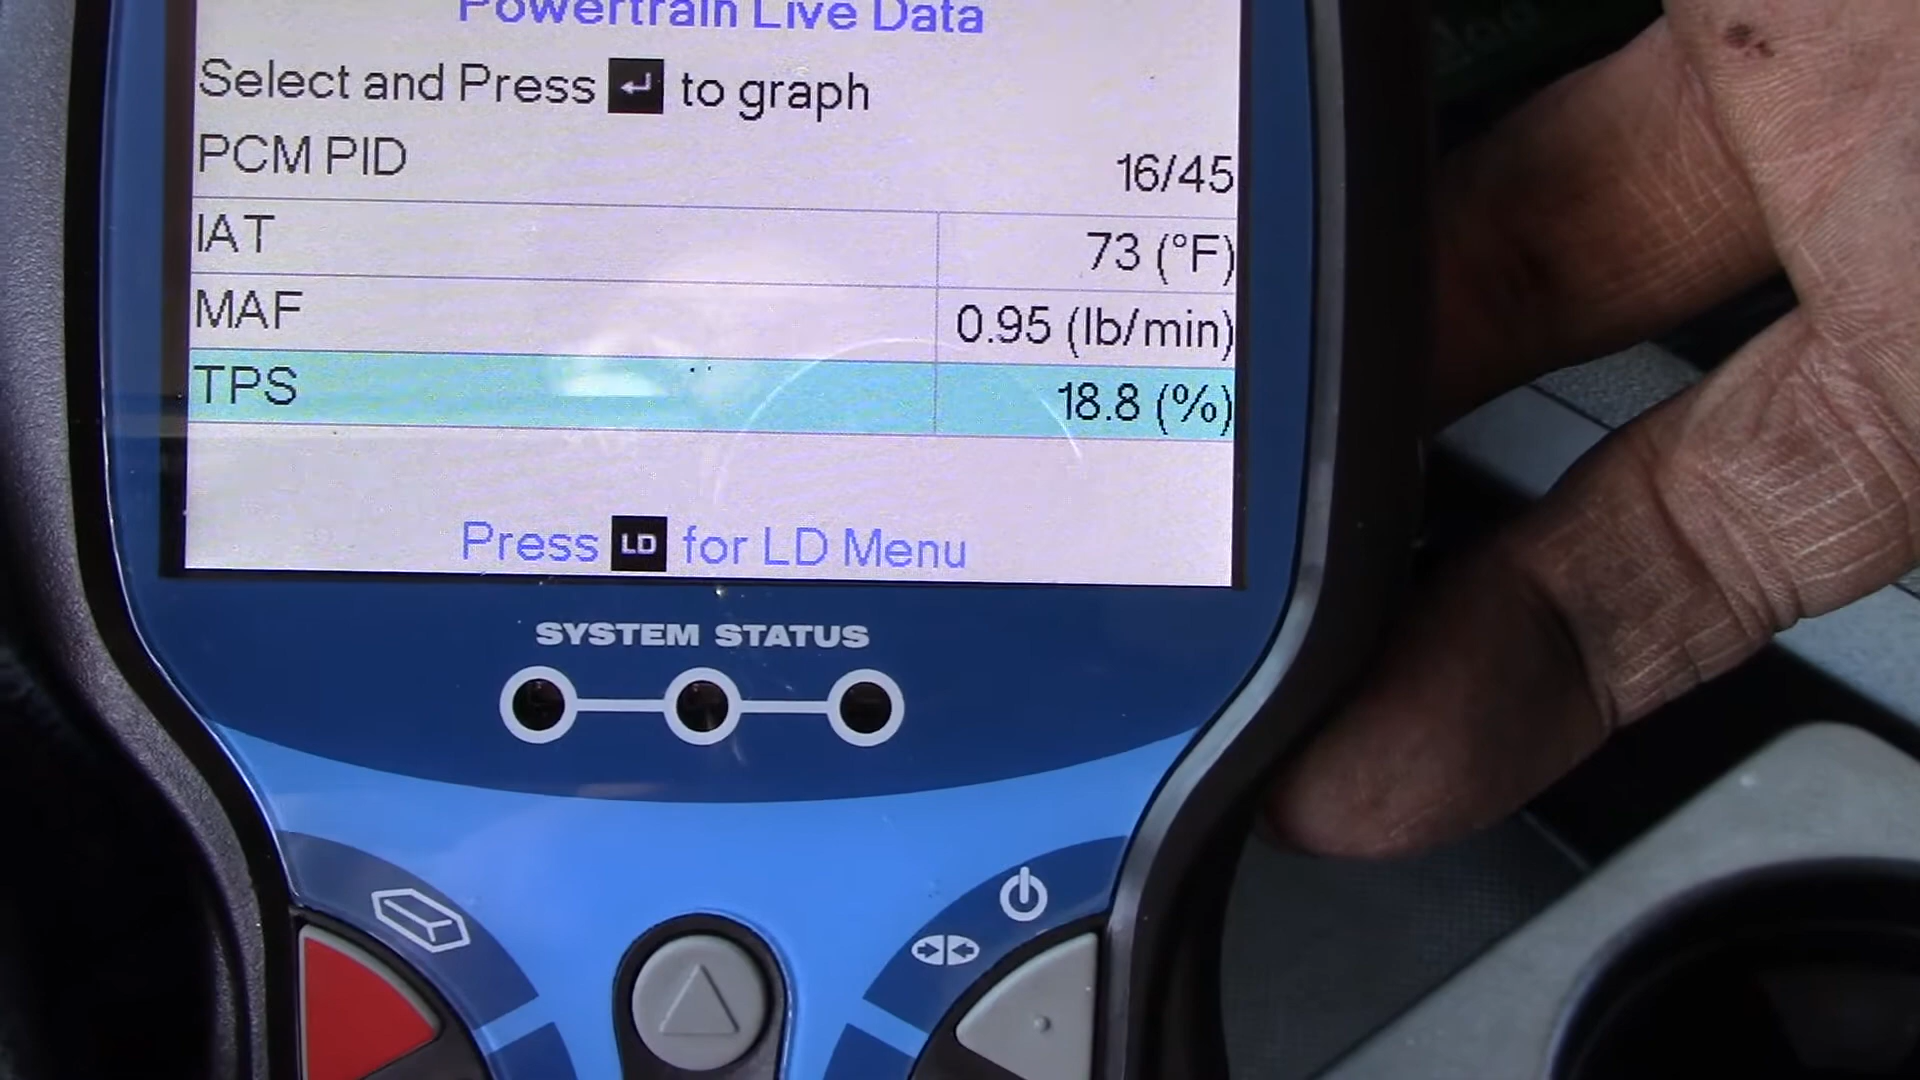 Powertrain Live Data
Select and Press to graph
PCM PID 16/45
IAT 73 (°F)
MAF 0.95 (lb/min)
TPS 18.8 (%)
Press LD for LD Menu
SYSTEM STATUS